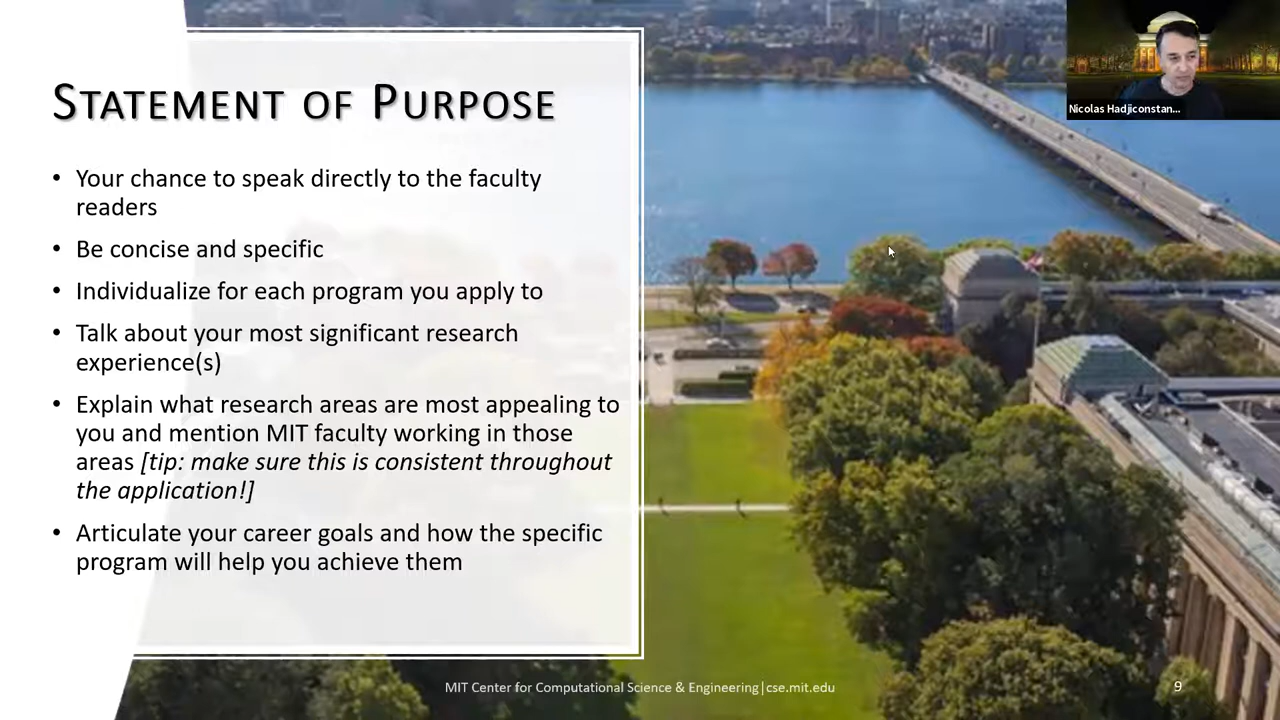 STATEMENT OF PURPOSE
• Your chance to speak directly to the faculty
readers
• Be concise and specific
• Individualize for each program you apply to
• Talk about your most significant research
experience(s)
• Explain what research areas are most appealing to
you and mention MIT faculty working in those
areas [tip: make sure this is consistent throughout
the application!]
• Articulate your career goals and how the specific
program will help you achieve them
Nicolas Hadjiconstan...
MIT Center for Computational Science & Engineering|cse.mit.edu
9